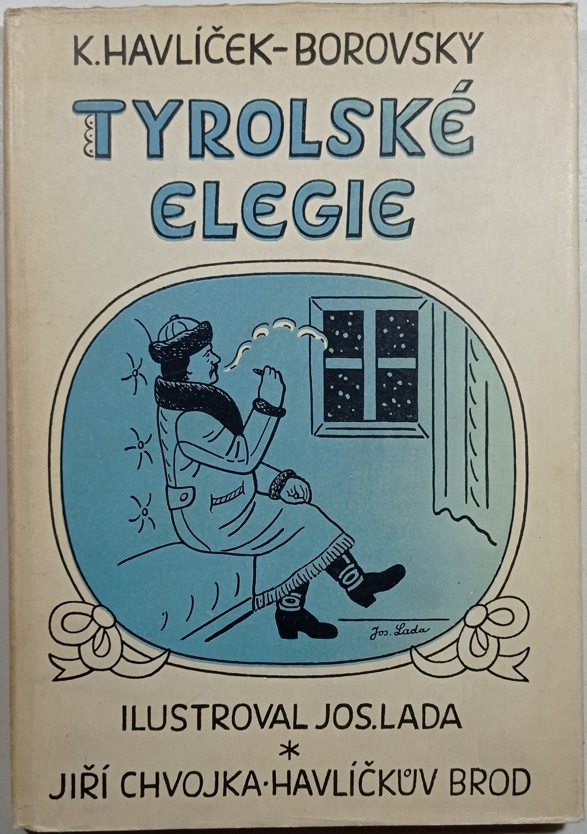 K. HAVLÍČEK-BOROVSKÝ
TYROLSKÉ
ELEGIE
Jos. Lada
ILUSTROVAL JOS. LADA
*
JIŘÍ CHVOJKA·HAVLÍČKŮV BROD